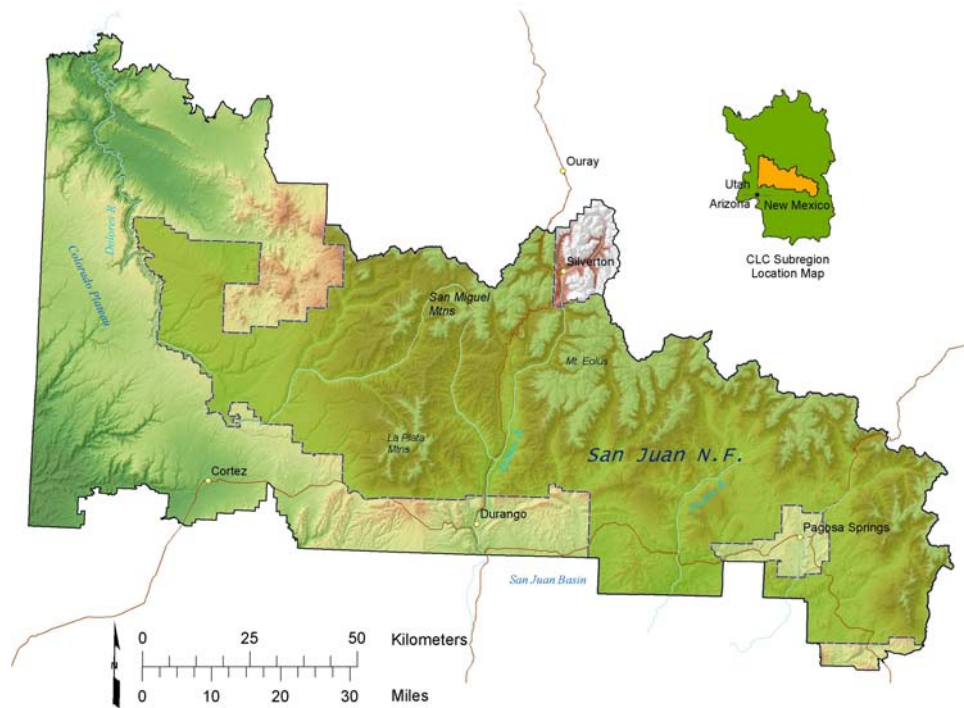 Ouray
Utah
Arizona
New Mexico
CLC Subregion
Location Map
Dolores R
Silverton
Colorado Plateau
San Miguel
Mtns
Mt. Eolus
La Plata
Mtns
San Juan N.F.
Cortez
Durango
Pagosa Springs
San Juan Basin
0 25 50 Kilometers
N
0 10 20 30 Miles